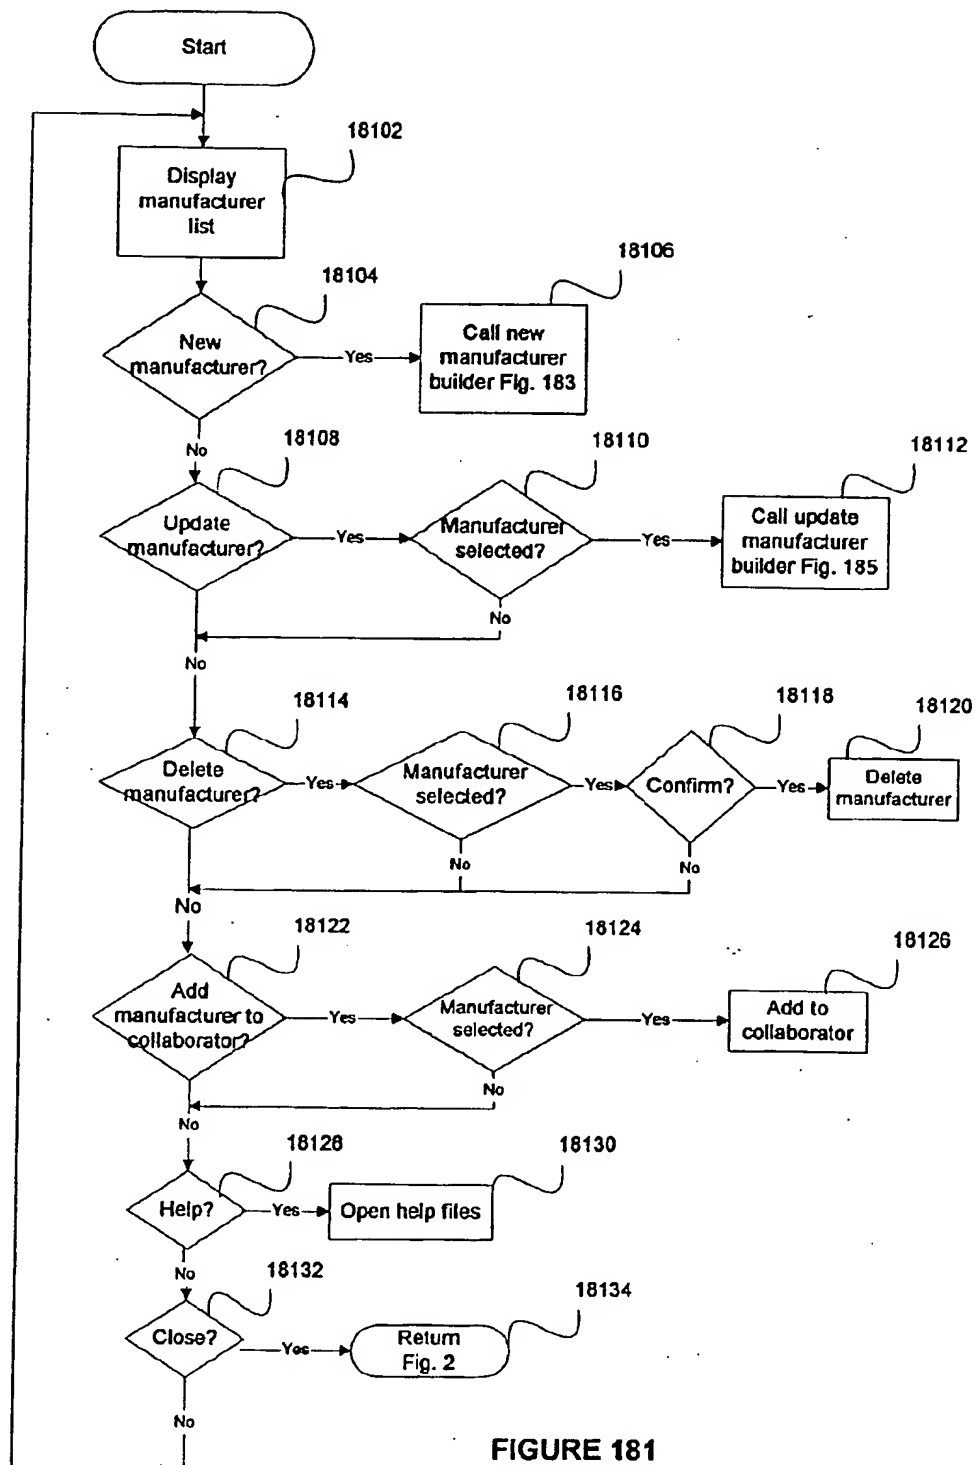 Start
18102
Display
manufacturer
list
18104
18106
New
manufacturer?
Yes
Call new
manufacturer
builder Fig. 183
No
18108
18110
18112
Update
manufacturer?
Yes
Manufacturer
selected?
Yes
Call update
manufacturer
builder Fig. 185
No
No
18114
18116
18118
18120
Delete
manufacturer?
Yes
Manufacturer
selected?
Yes
Confirm?
Yes
Delete
manufacturer
No
No
No
18122
18124
18126
Add
manufacturer to
collaborator?
Yes
Manufacturer
selected?
Yes
Add to
collaborator
No
No
18128
18130
Help?
Yes
Open help files
No
18132
18134
Close?
Yes
Return
Fig. 2
No
FIGURE 181